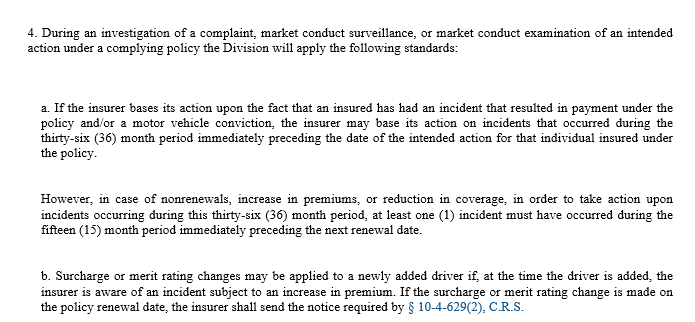 4. During an investigation of a complaint, market conduct surveillance, or market conduct examination of an intended
action under a complying policy the Division will apply the following standards:
a. If the insurer bases its action upon the fact that an insured has had an incident that resulted in payment under the
policy and/or a motor vehicle conviction, the insurer may base its action on incidents that occurred during the
thirty-six (36) month period immediately preceding the date of the intended action for that individual insured under
the policy.
However, in case of nonrenewals, increase in premiums, or reduction in coverage, in order to take action upon
incidents occurring during this thirty-six (36) month period, at least one (1) incident must have occurred during the
fifteen (15) month period immediately preceding the next renewal date.
b. Surcharge or merit rating changes may be applied to a newly added driver if, at the time the driver is added, the
insurer is aware of an incident subject to an increase in premium. If the surcharge or merit rating change is made on
the policy renewal date, the insurer shall send the notice required by § 10-4-629(2), C.R.S.